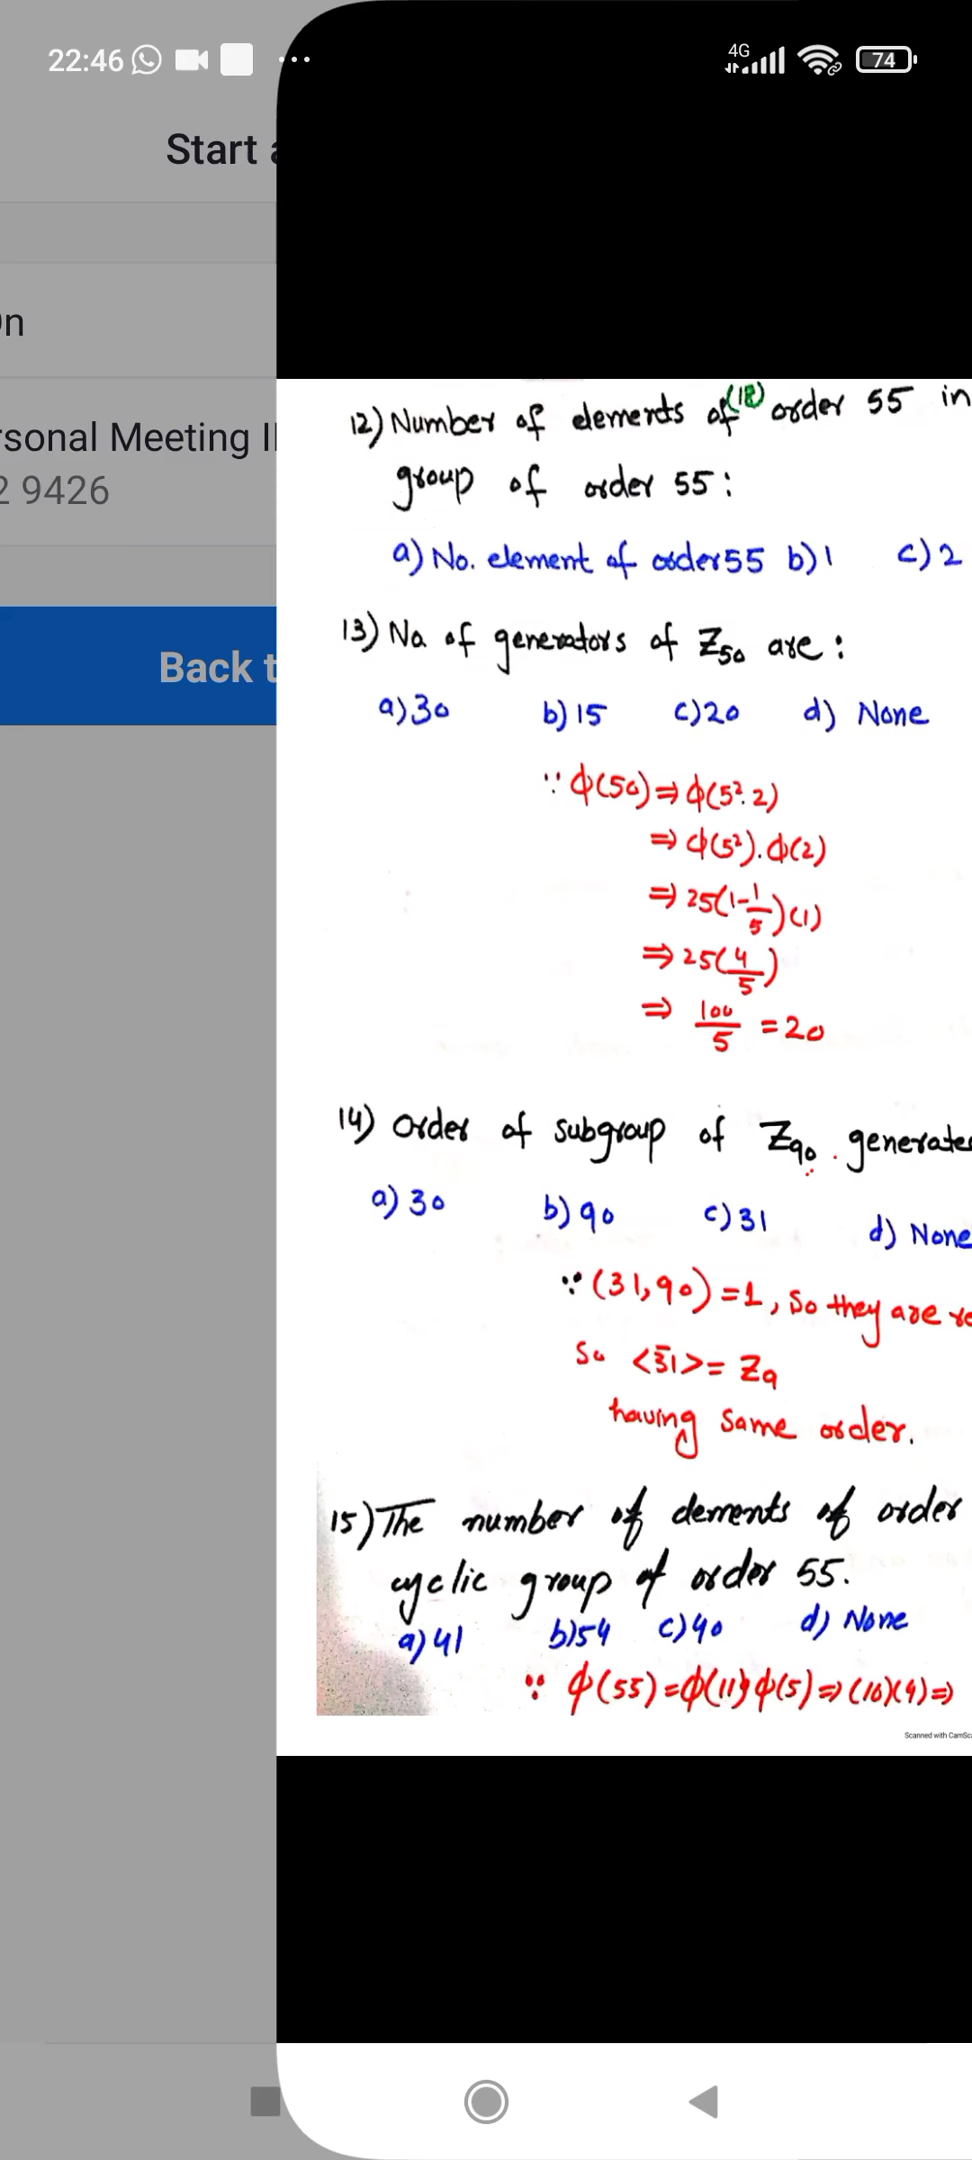 22:46 ... 4G 74
Start a
On
rsonal Meeting I
2 9426
Back t
12) Number of elements of (12) order 55 in
group of order 55:
a) No. element of order 55 b) 1 c) 2
13) No of generators of Z50 are:
a) 30 b) 15 c) 20 d) None
∵ ϕ(50) ⇒ ϕ(5².2)
⇒ ϕ(5²).ϕ(2)
⇒ 25(1-1/5)(1)
⇒ 25(4/5)
⇒ 100/5 = 20
14) Order of subgroup of Z90 generate
a) 30 b) 90 c) 31 d) None
∵ (31,90) = 1, So they are re
So <3̅1> = Z9
having same order.
15) The number of elements of order
cyclic group of order 55.
a) 41 b) 54 c) 40 d) None
∵ ϕ(55) = ϕ(11) ϕ(5) ⇒ (10)(4) ⇒
Scanned with CamSc